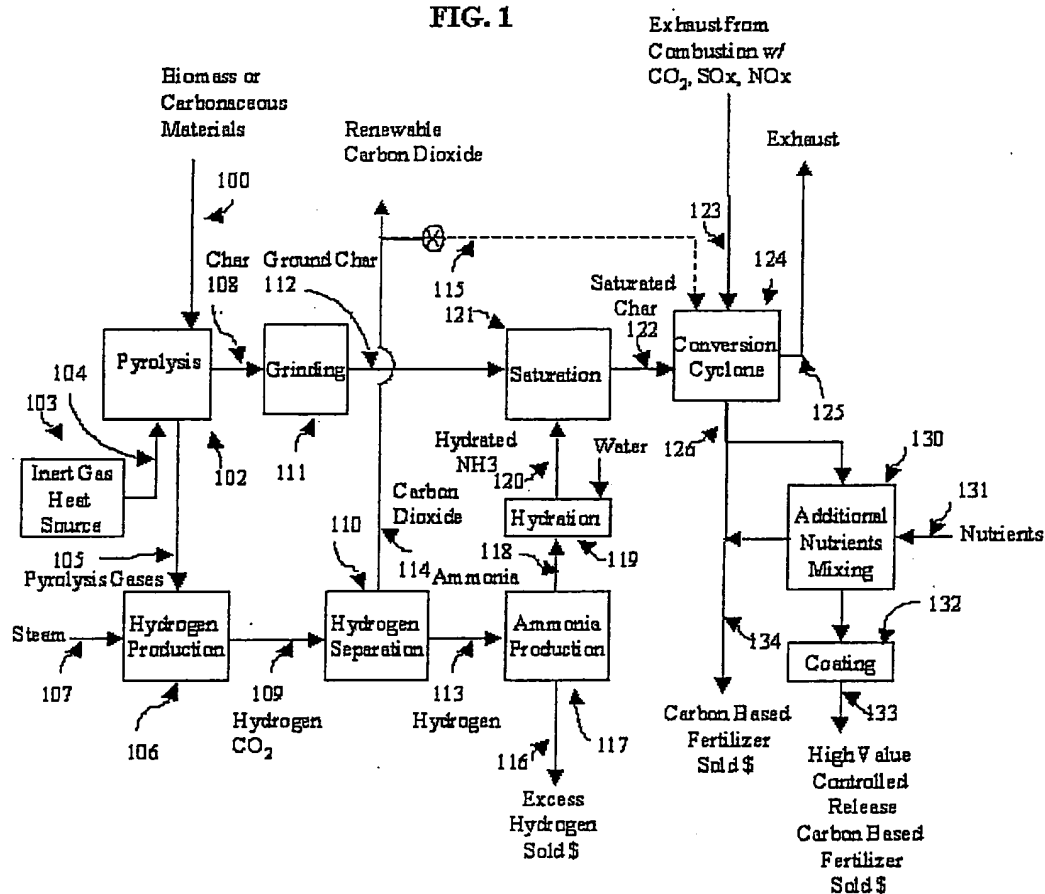 FIG. 1
Exhaust from
Combustion w/
CO2, SOx, NOx
Biomass or
Carbonaceous
Materials
Renewable
Carbon Dioxide
Exhaust
100
123
124
Char
108
Ground Char
112
115
121
Saturated
Char
122
Pyrolysis
Grinding
Saturation
Conversion
Cyclone
104
103
102
111
125
126
Inert Gas
Heat
Source
Hydrated
NH3
120
Water
130
131
Nutrients
Additional
Nutrients
Mixing
Hydration
119
118
Carbon
Dioxide
110
114
Ammonia
105
Pyrolysis Gases
Steam
107
Hydrogen
Production
106
109
Hydrogen
CO2
Hydrogen
Separation
113
Hydrogen
Ammonia
Production
117
116
Excess
Hydrogen
Sold $
132
134
Coating
133
Carbon Based
Fertilizer
Sold $
High Value
Controlled
Release
Carbon Based
Fertilizer
Sold $